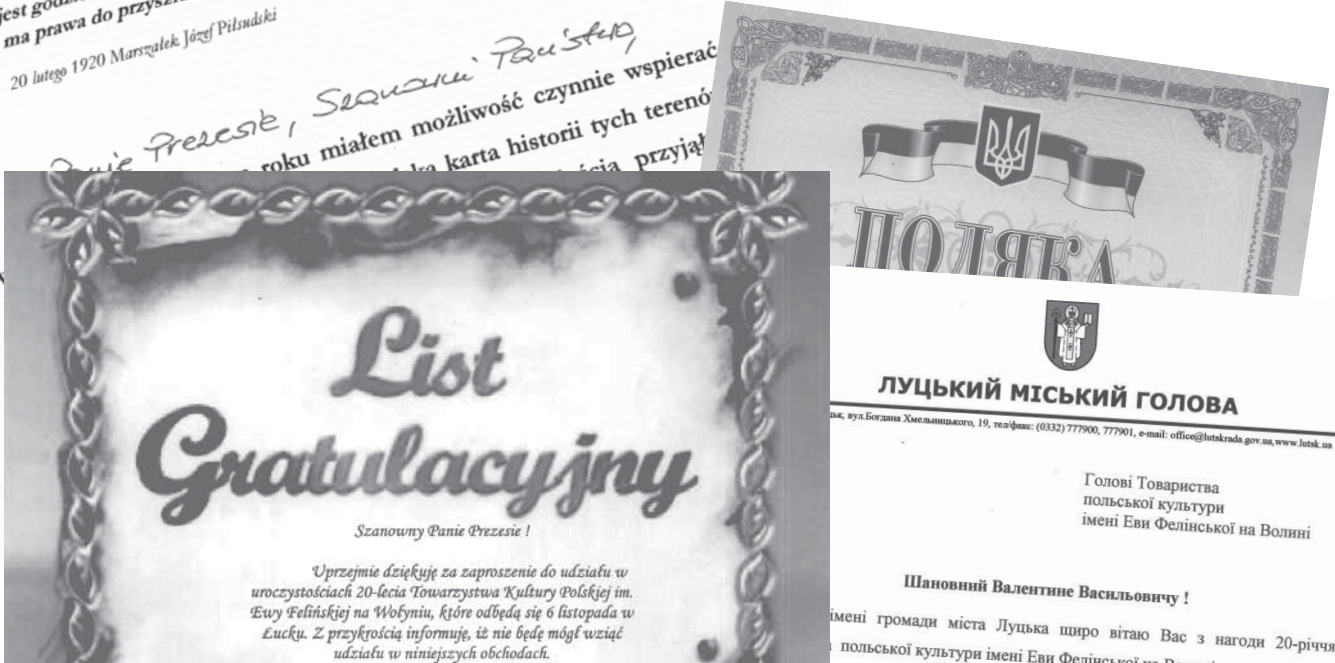 jest
ma prawa do
20 lutego 1920 Marszałek Józef Piłsudski
Panie Prezesie, Szanowni Państwo,
roku miałem możliwość czynnie wspierać
karta historii tych
przyjął
List
Gratulacyjny
Szanowny Panie Prezesie !
Uprzejmie dziękuję za zaproszenie do udziału w
uroczystościach 20-lecia Towarzystwa Kultury Polskiej im.
Ewy Felińskiej na Wołyniu, które odbędą się 6 listopada w
Łucku. Z przykrością informuję, iż nie będę mógł wziąć
udziału w niniejszych obchodach.
ПОДЯКА
ЛУЦЬКИЙ МІСЬКИЙ ГОЛОВА
вул.Богдана Хмельницького, 19, тел/факс: (0332) 777900, 777901, e-mail: office@lutskrada.gov.ua,www.lutsk.ua
Голові Товариства
польської культури
імені Еви Фелінської на Волині
Шановний Валентине Васильовичу !
імені громади міста Луцька щиро вітаю Вас з нагоди 20-річчя
польської культури імені Еви Фелінської на